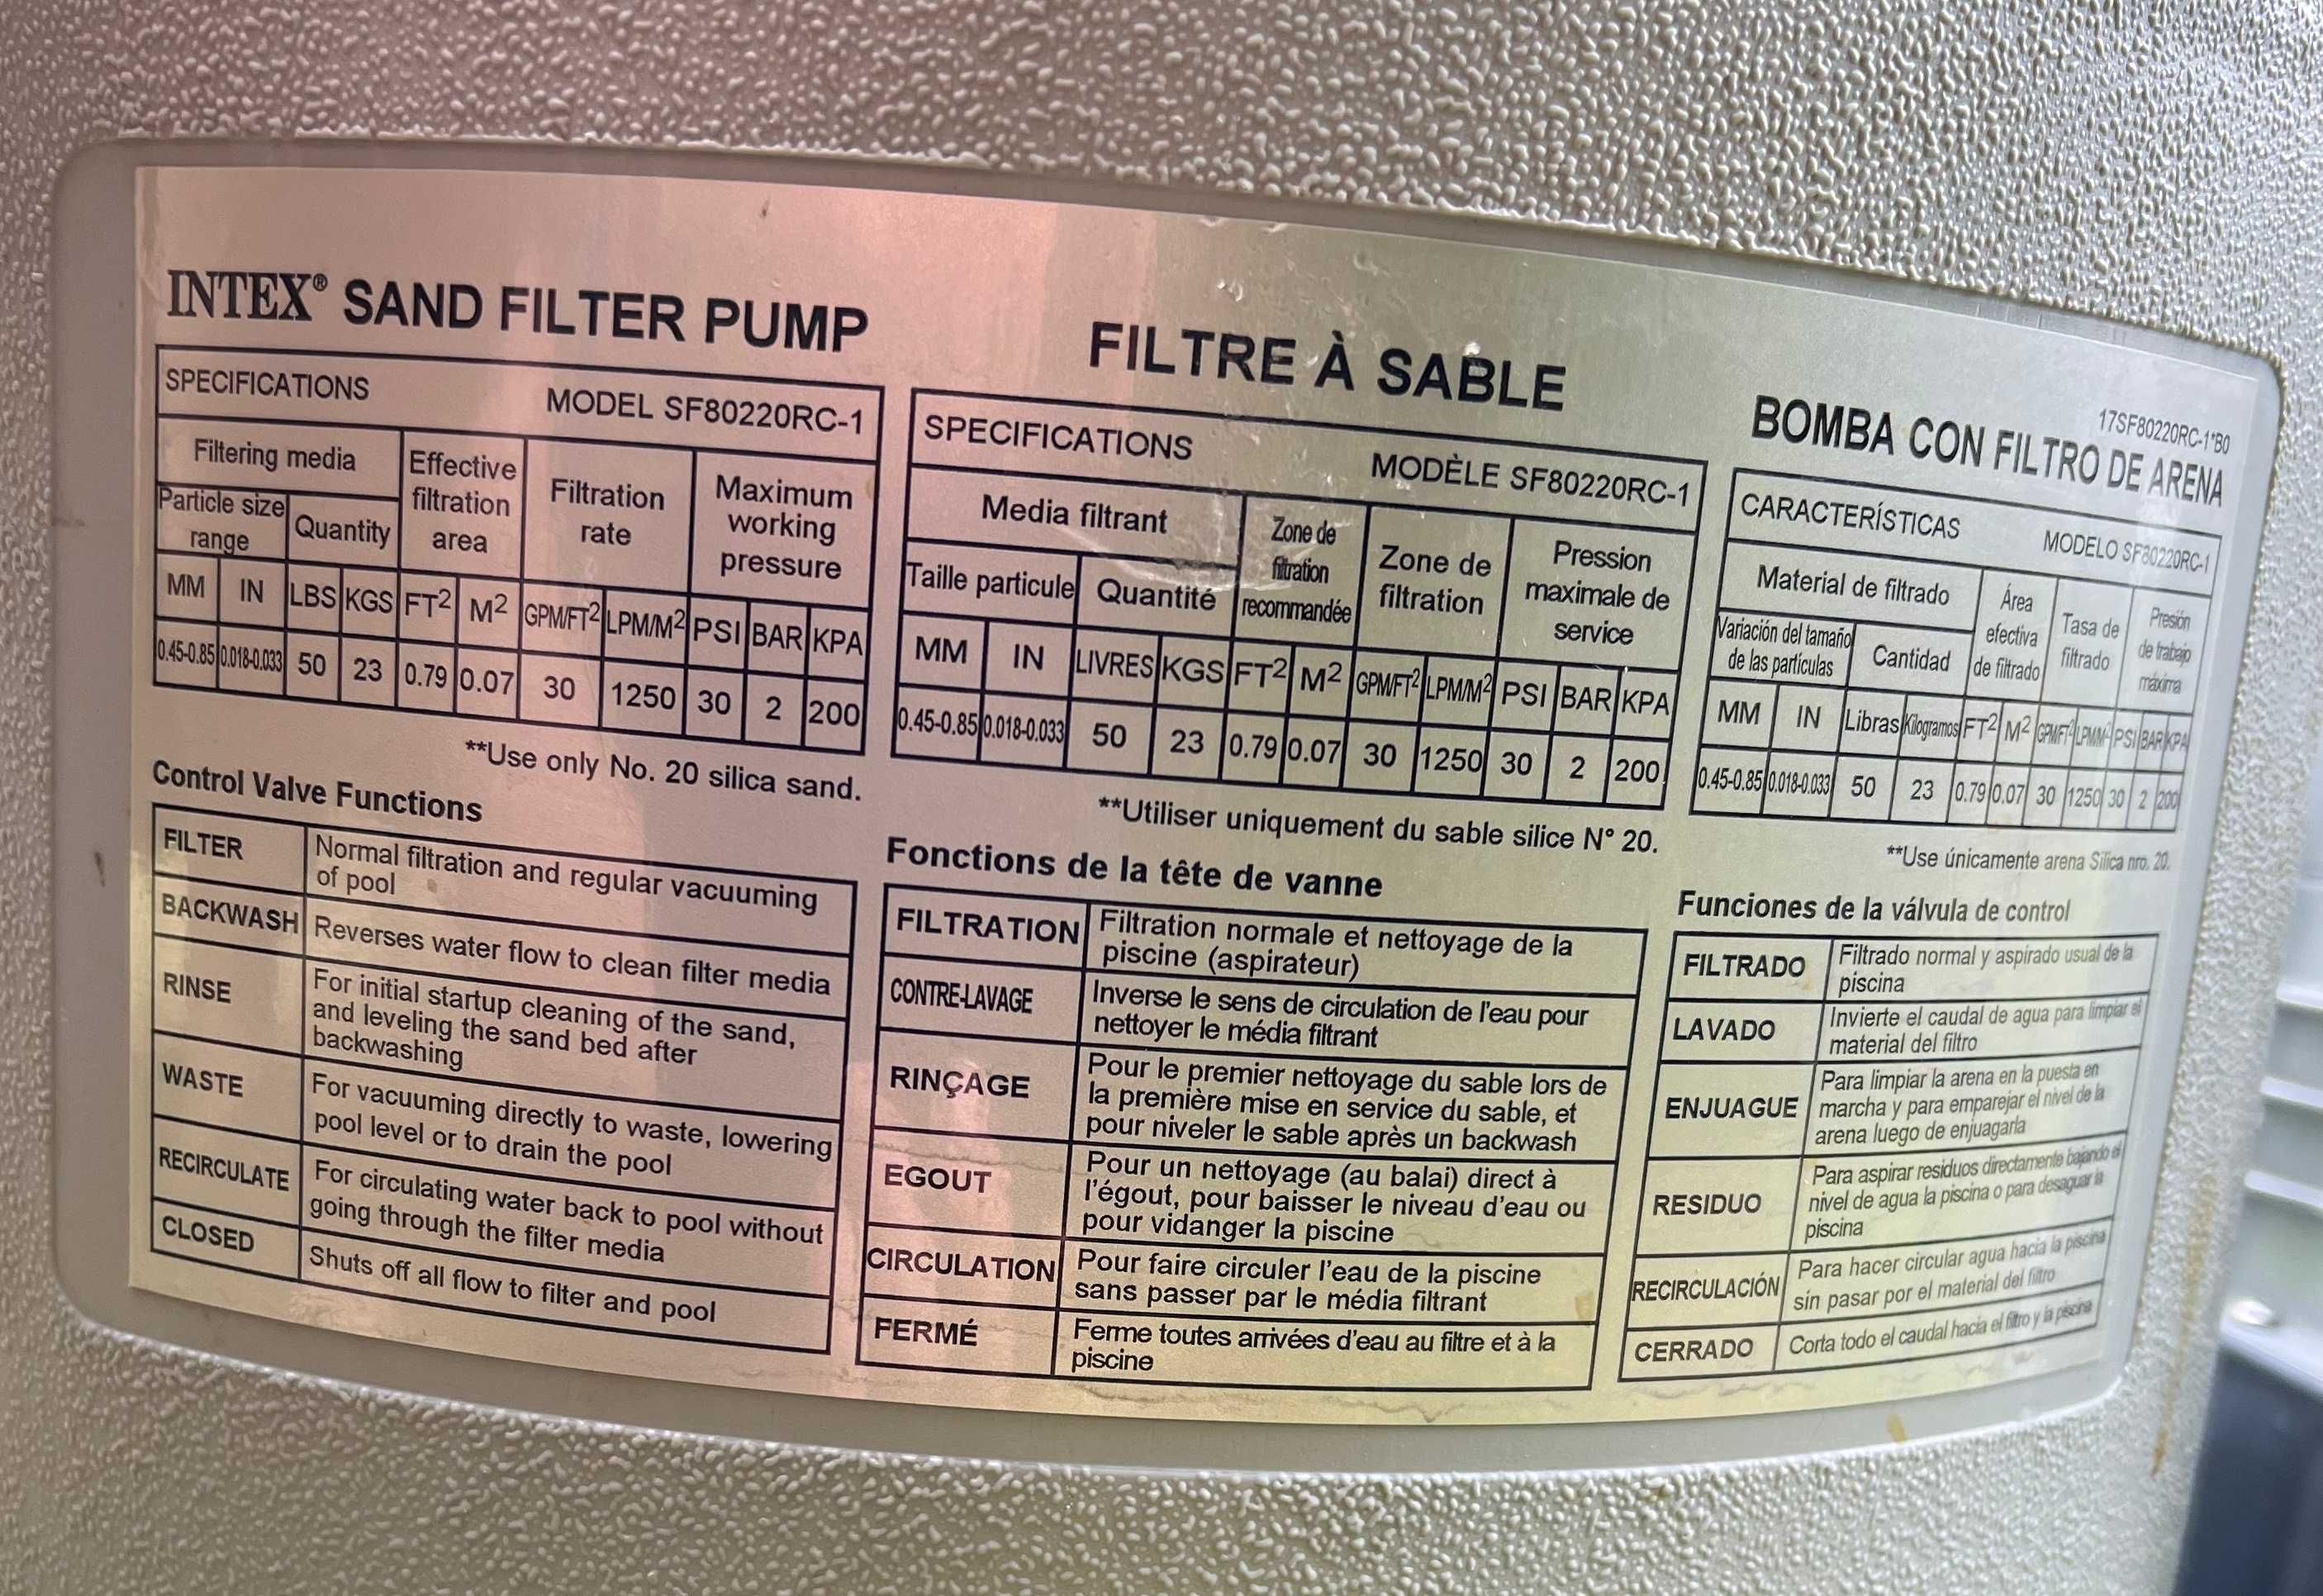 INTEX® SAND FILTER PUMP
SPECIFICATIONS MODEL SF80220RC-1
Filtering media
Particle size
range
Quantity
Effective
filtration
area
Filtration
rate
Maximum
working
pressure
MM IN LBS KGS FT² M² GPM/FT² LPM/M² PSI BAR KPA
0.45-0.85 0.018-0.033 50 23 0.79 0.07 30 1250 30 2 200
**Use only No. 20 silica sand.
Control Valve Functions
FILTER Normal filtration and regular vacuuming
of pool
BACKWASH Reverses water flow to clean filter media
RINSE For initial startup cleaning of the sand,
and leveling the sand bed after
backwashing
WASTE For vacuuming directly to waste, lowering
pool level or to drain the pool
RECIRCULATE For circulating water back to pool without
going through the filter media
CLOSED Shuts off all flow to filter and pool
FILTRE À SABLE
SPECIFICATIONS MODÈLE SF80220RC-1
Media filtrant
Taille particule Quantité
Zone de
filtration
recommandée
Zone de
filtration
Pression
maximale de
service
MM IN LIVRES KGS FT² M² GPM/FT² LPM/M² PSI BAR KPA
0.45-0.85 0.018-0.033 50 23 0.79 0.07 30 1250 30 2 200
**Utiliser uniquement du sable silice N° 20.
Fonctions de la tête de vanne
FILTRATION Filtration normale et nettoyage de la
piscine (aspirateur)
CONTRE-LAVAGE Inverse le sens de circulation de l'eau pour
nettoyer le média filtrant
RINÇAGE Pour le premier nettoyage du sable lors de
la première mise en service du sable, et
pour niveler le sable après un backwash
EGOUT Pour un nettoyage (au balai) direct à
l'égout, pour baisser le niveau d'eau ou
pour vidanger la piscine
CIRCULATION Pour faire circuler l'eau de la piscine
sans passer par le média filtrant
FERMÉ Ferme toutes arrivées d'eau au filtre et à la
piscine
17SF80220RC-1*B0
BOMBA CON FILTRO DE ARENA
CARACTERÍSTICAS MODELO SF80220RC-1
Material de filtrado
Variación del tamaño
de las partículas
Cantidad
Área
efectiva
de filtrado
Tasa de
filtrado
Presión
de trabajo
máxima
MM IN Libras Kilogramos FT² M² GPM/FT² LPM/M² PSI BAR KPA
0.45-0.85 0.018-0.033 50 23 0.79 0.07 30 1250 30 2 200
**Use únicamente arena Silica nro. 20.
Funciones de la válvula de control
FILTRADO Filtrado normal y aspirado usual de la
piscina
LAVADO Invierte el caudal de agua para limpiar el
material del filtro
ENJUAGUE Para limpiar la arena en la puesta en
marcha y para emparejar el nivel de la
arena luego de enjuagarla
RESIDUO Para aspirar residuos directamente bajando el
nivel de agua la piscina o para desaguar la
piscina
RECIRCULACIÓN Para hacer circular agua hacia la piscina
sin pasar por el material del filtro
CERRADO Corta todo el caudal hacia el filtro y la piscina